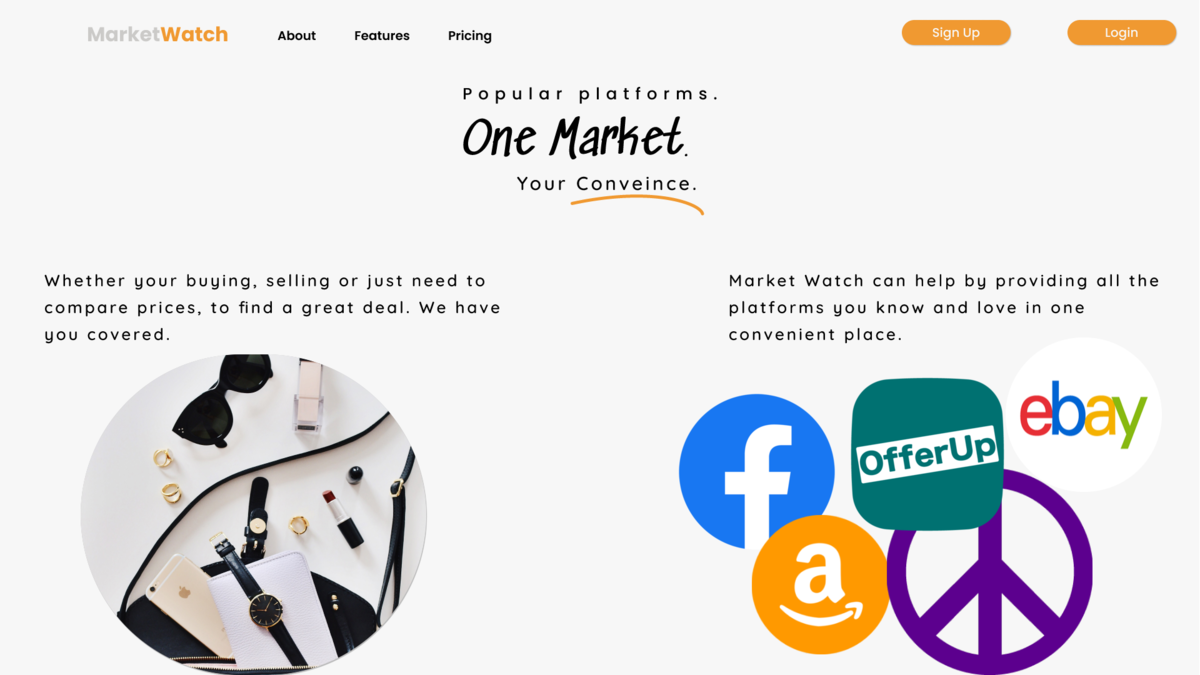 MarketWatch
About
Features
Pricing
Sign Up
Login
Popular platforms.
One Market.
Your Conveince.
Whether your buying, selling or just need to
compare prices, to find a great deal. We have
you covered.
Market Watch can help by providing all the
platforms you know and love in one
convenient place.
f
OfferUp
ebay
a